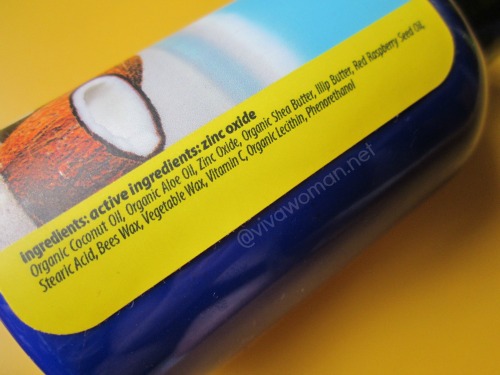 ingredients: active ingredients: zinc oxide
Organic Coconut Oil, Organic Aloe Oil, Zinc Oxide, Organic Shea Butter, Illip Butter, Red Raspberry Seed Oil,
Stearic Acid, Bees Wax, Vegetable Wax, Vitamin C, Organic Lecithin, Phenorethanol
@vivawoman.net